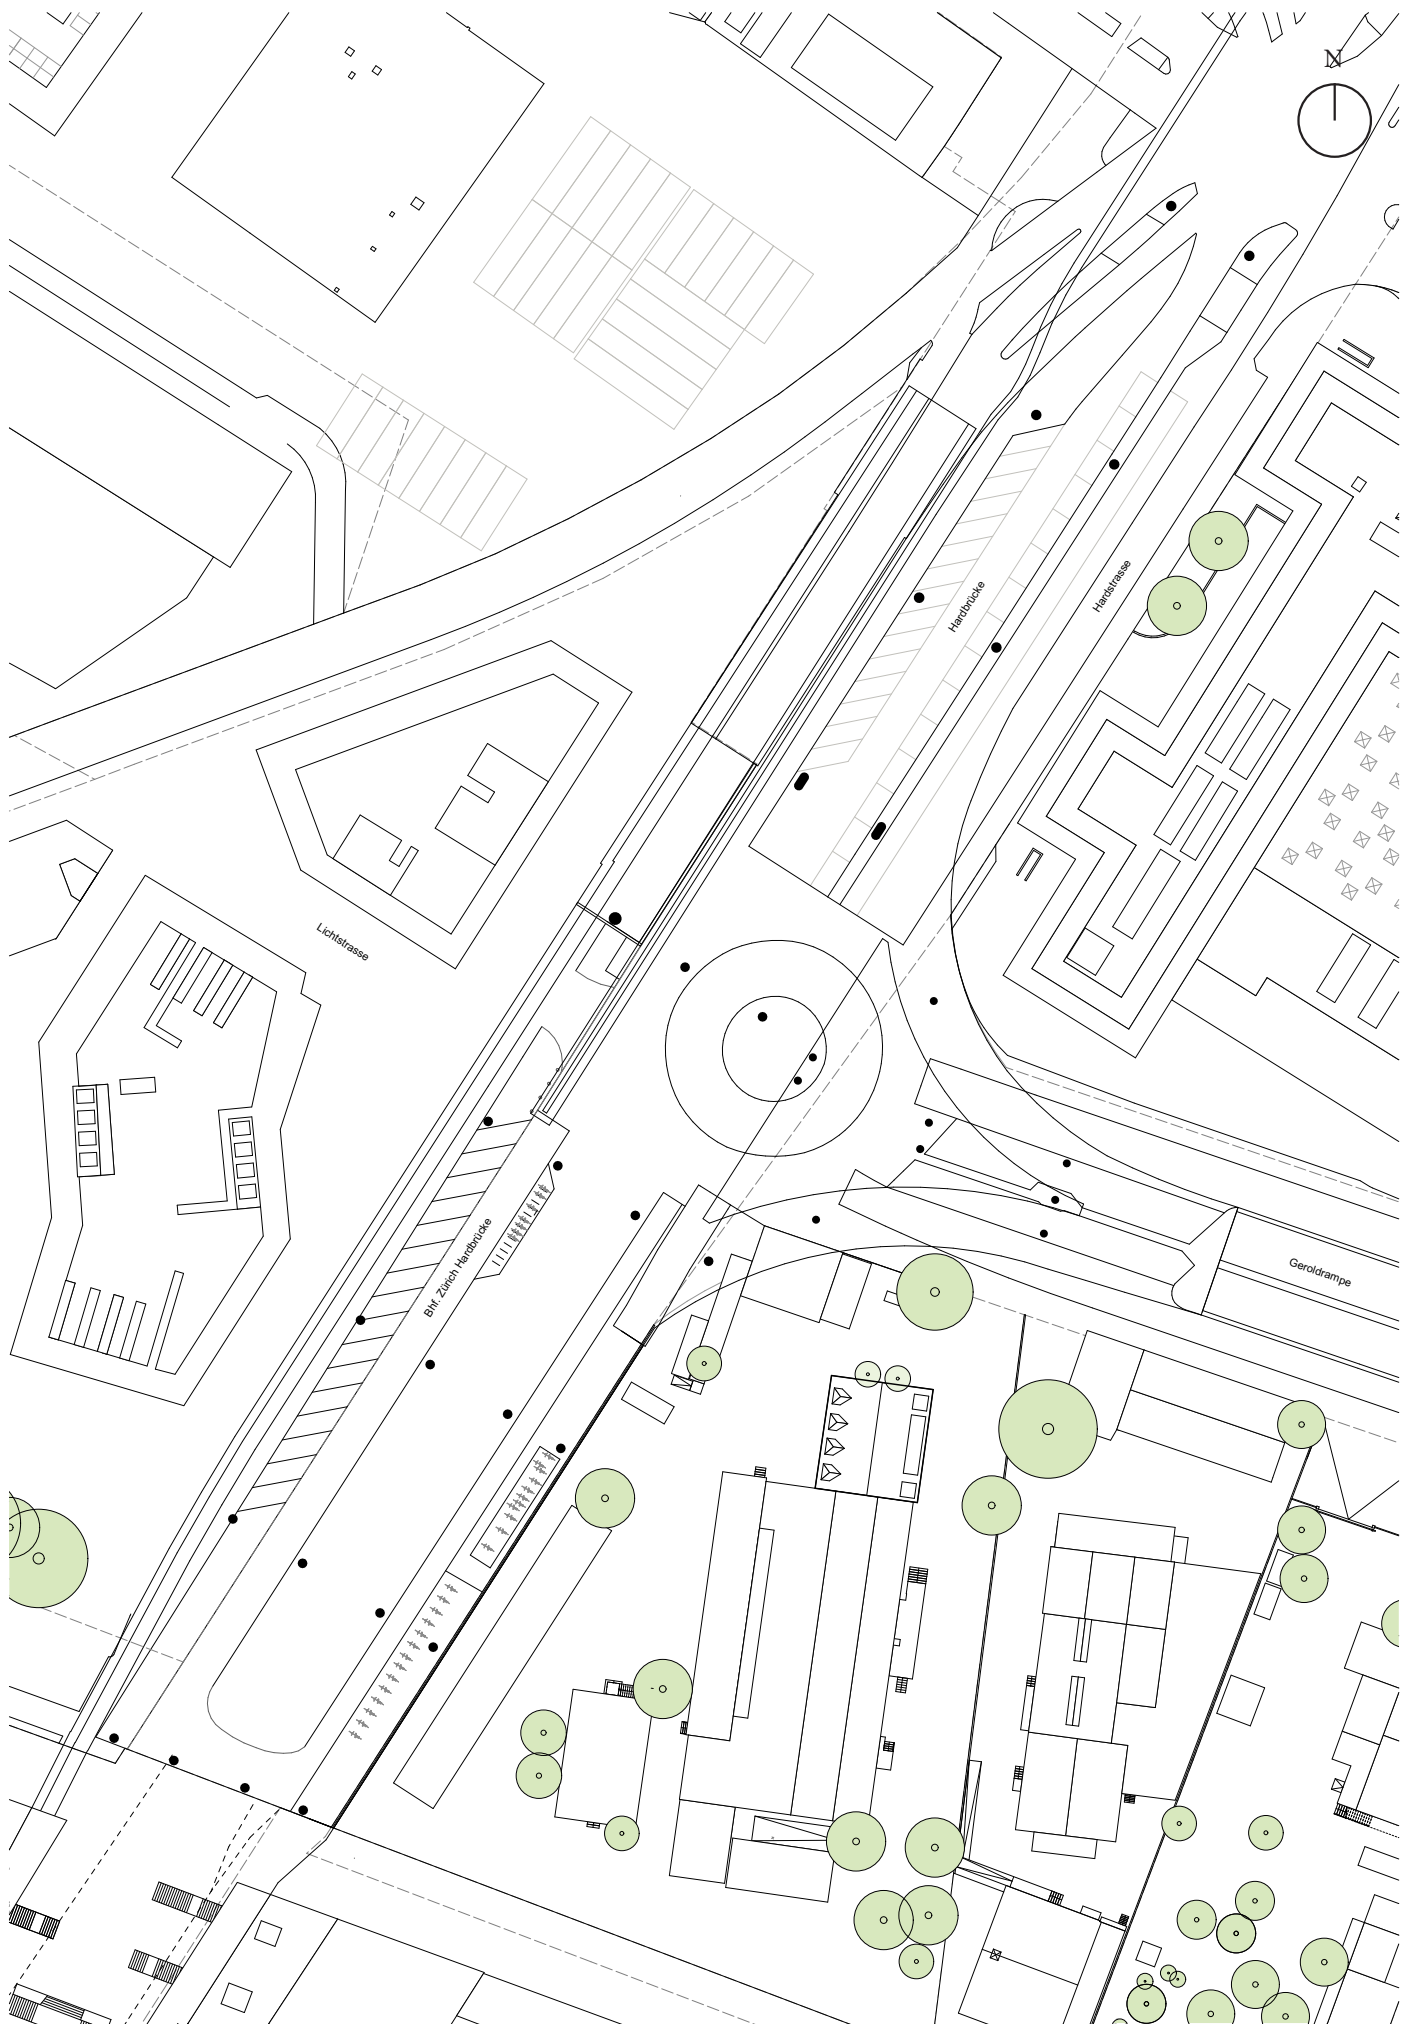 N
Hardbrücke
Hardstrasse
Lichtstrasse
Bhf. Zürich Hardbrücke
Geroldrampe